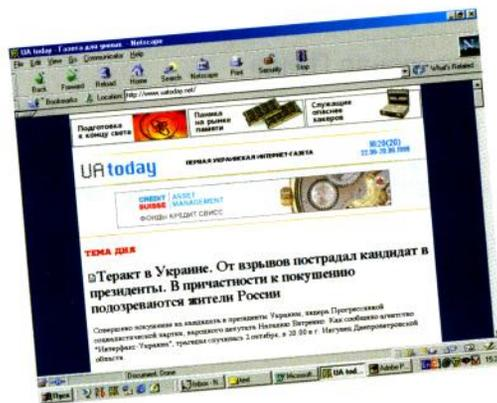 UA today - Газета для умных - Netscape
File Edit View Go Communicator Help
Back Forward Reload Home Search Netscape Print Security Stop
Bookmarks Location: http://www.uatoday.net/ What's Related
Подготовка к концу света
Паника на рынке памяти
Служащие опаснее хакеров
UAtoday
ПЕРВАЯ УКРАИНСКАЯ ИНТЕРНЕТ-ГАЗЕТА
CREDIT SUISSE ASSET MANAGEMENT
ФОНДЫ КРЕДИТ СВИСС
ТЕМА ДНЯ
Теракт в Украине. От взрывов пострадал кандидат в
президенты. В причастности к покушению
подозреваются жители России
Совершено покушение на кандидата в президенты Украины, лидера Прогрессивной
социалистической партии, народного депутата Наталию Витренко. Как сообщило агентство
"Интерфакс-Украина", трагедия случилась 2 октября, в 20.00 в г. Ингулец Днепропетровской
области
Document: Done
Пуск Inbox - N... html Microsoft... UA tod... Adobe P...